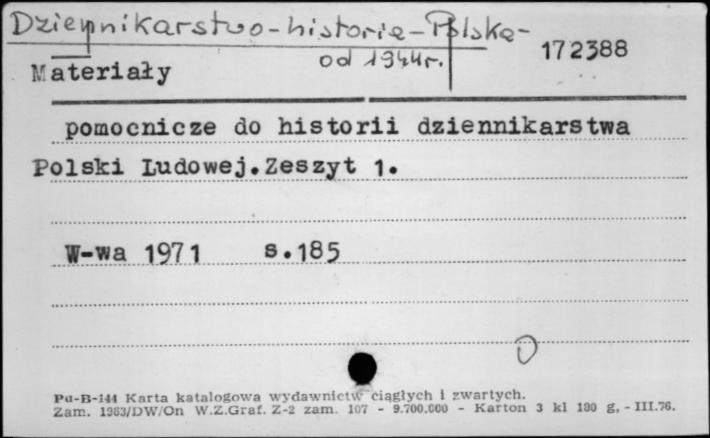 Dziennikarstwo-historia-Polska-
od 1944r.
172388
Materiały
pomocnicze do historii dziennikarstwa
Polski Ludowej.Zeszyt 1.
W-wa 1971 s.185
Pu-B-144 Karta katalogowa wydawnictw ciągłych i zwartych.
Zam. 1363/DW/On W.Z.Graf. Z-2 zam. 107 - 9.700.000 - Karton 3 kl 180 g, - III.76.